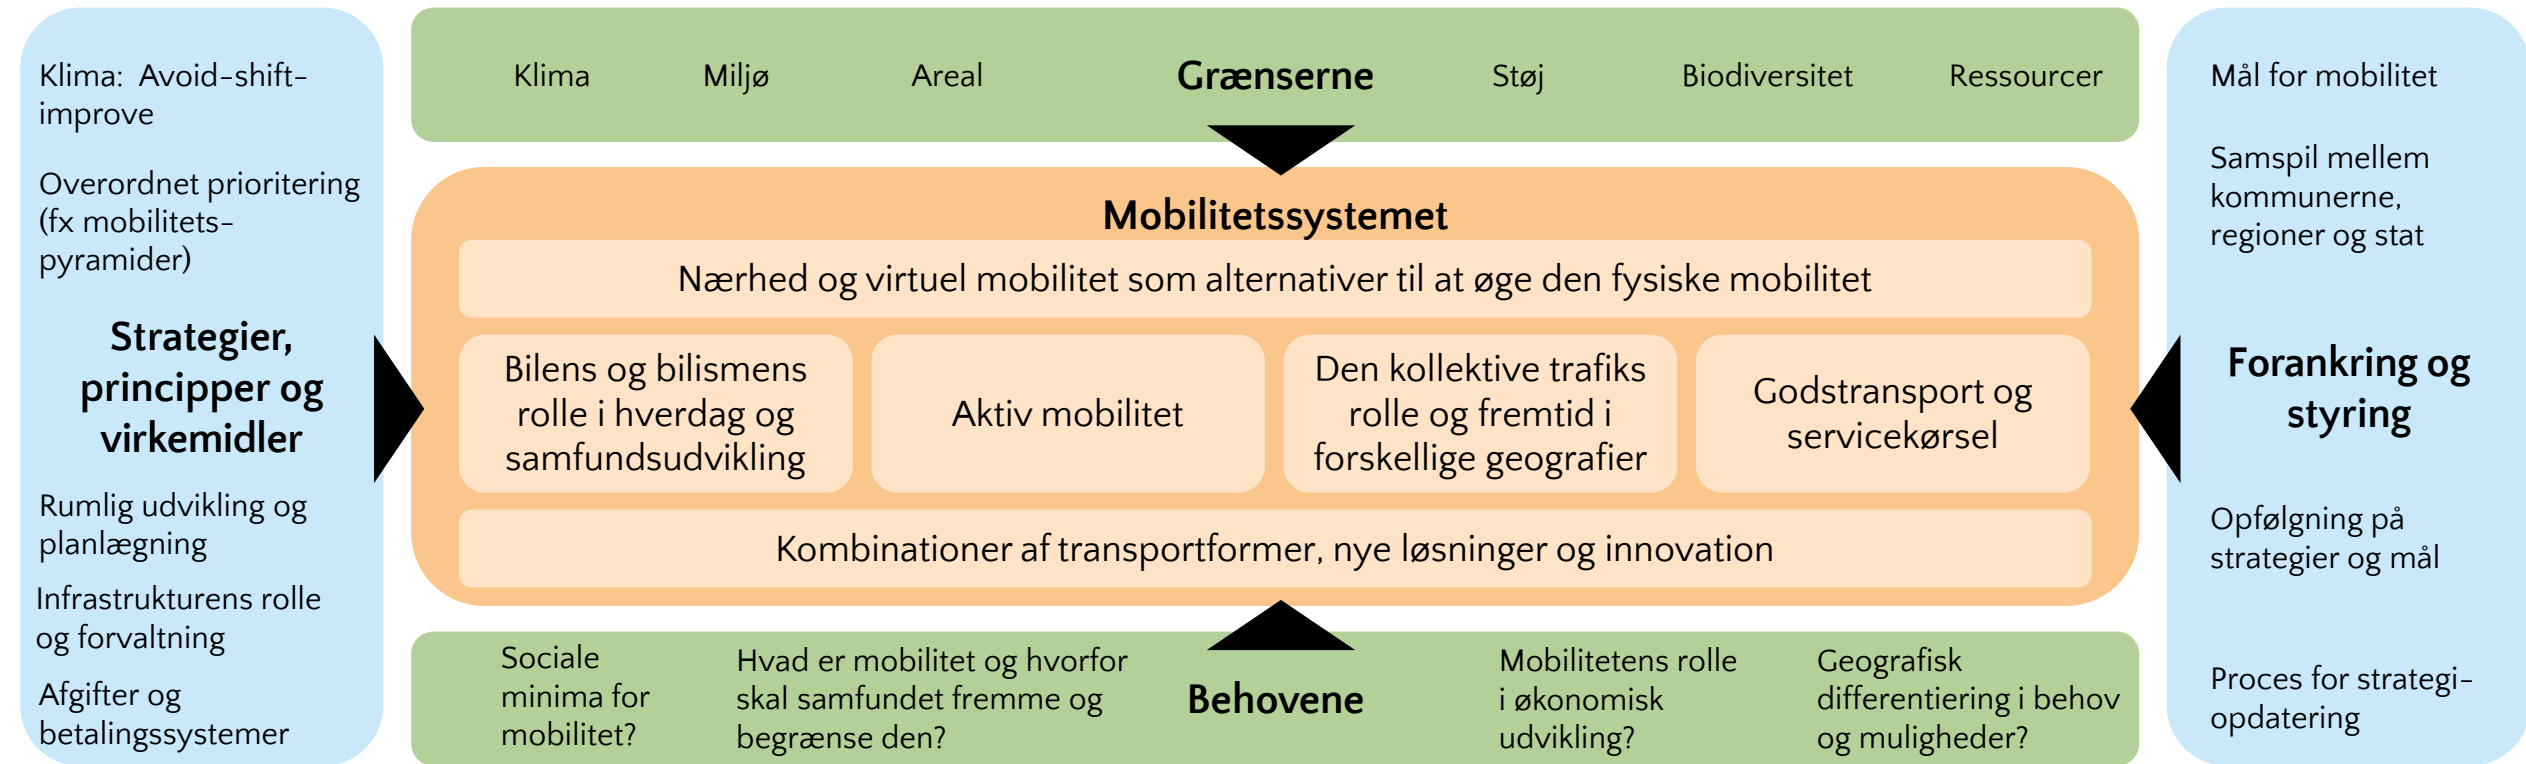 Klima: Avoid-shift-
improve
Overordnet prioritering
(fx mobilitets-
pyramider)
Strategier,
principper og
virkemidler
Rumlig udvikling og
planlægning
Infrastrukturens rolle
og forvaltning
Afgifter og
betalingssystemer
Klima Miljø Areal Grænserne Støj Biodiversitet Ressourcer
Mobilitetssystemet
Nærhed og virtuel mobilitet som alternativer til at øge den fysiske mobilitet
Bilens og bilismens
rolle i hverdag og
samfundsudvikling
Aktiv mobilitet
Den kollektive trafiks
rolle og fremtid i
forskellige geografier
Godstransport og
servicekørsel
Kombinationer af transportformer, nye løsninger og innovation
Sociale
minima for
mobilitet?
Hvad er mobilitet og hvorfor
skal samfundet fremme og
begrænse den?
Behovene
Mobilitetens rolle
i økonomisk
udvikling?
Geografisk
differentiering i behov
og muligheder?
Mål for mobilitet
Samspil mellem
kommunerne,
regioner og stat
Forankring og
styring
Opfølgning på
strategier og mål
Proces for strategi-
opdatering